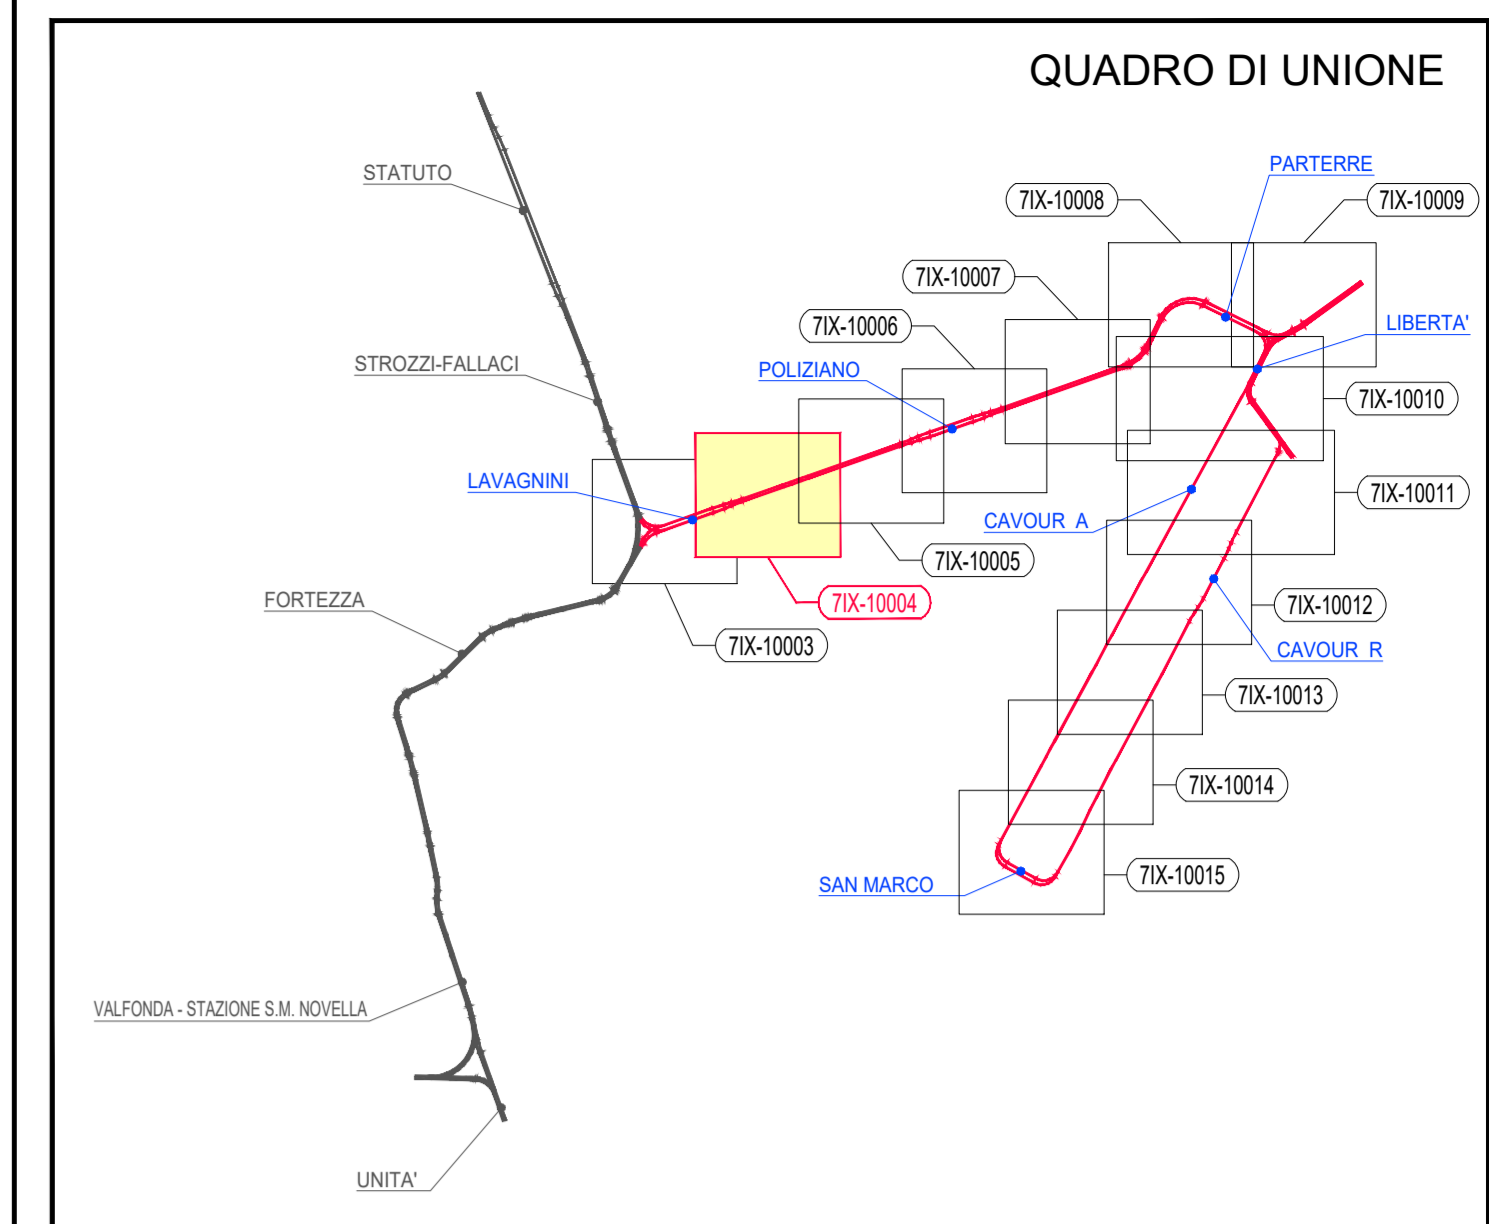 QUADRO DI UNIONE
PARTERRE
STATUTO
7IX-10008
7IX-10009
7IX-10007
7IX-10006
LIBERTA'
STROZZI-FALLACI
POLIZIANO
7IX-10010
LAVAGNINI
7IX-10011
CAVOUR A
7IX-10005
FORTEZZA
7IX-10004
7IX-10012
7IX-10003
CAVOUR R
7IX-10013
7IX-10014
SAN MARCO
7IX-10015
VALFONDA - STAZIONE S.M. NOVELLA
UNITA'